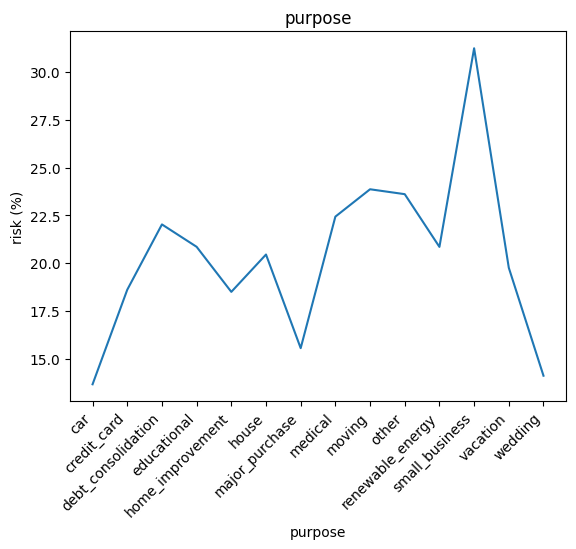 purpose
risk (%)
30.0
27.5
25.0
22.5
20.0
17.5
15.0
car
credit_card
debt_consolidation
educational
home_improvement
house
major_purchase
medical
moving
other
renewable_energy
small_business
vacation
wedding
purpose